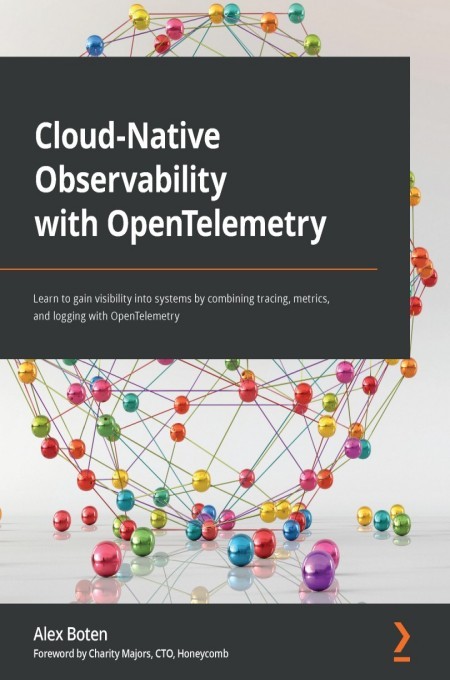 Cloud-Native
Observability
with OpenTelemetry
Learn to gain visibility into systems by combining tracing, metrics,
and logging with OpenTelemetry
Alex Boten
Foreword by Charity Majors, CTO, Honeycomb